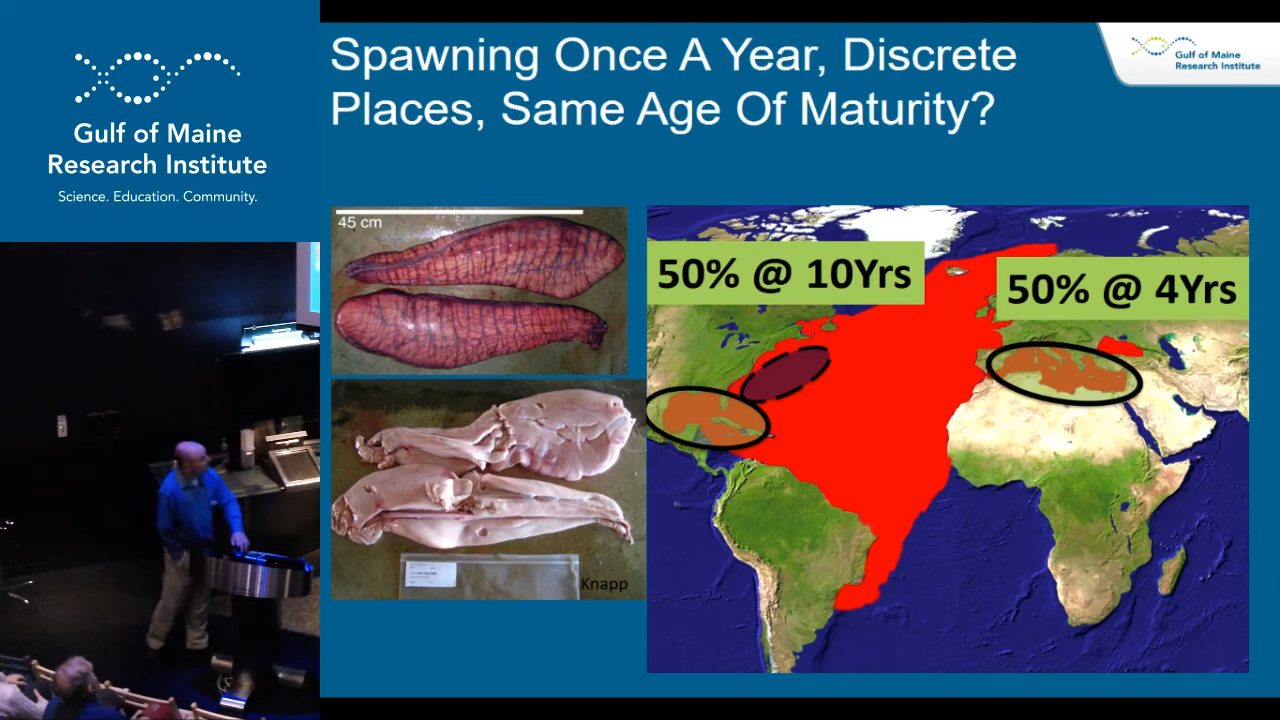 Gulf of Maine
Research Institute
Science. Education. Community.
Spawning Once A Year, Discrete
Places, Same Age Of Maturity?
Gulf of Maine
Research Institute
45 cm
Knapp
50% @ 10Yrs
50% @ 4Yrs